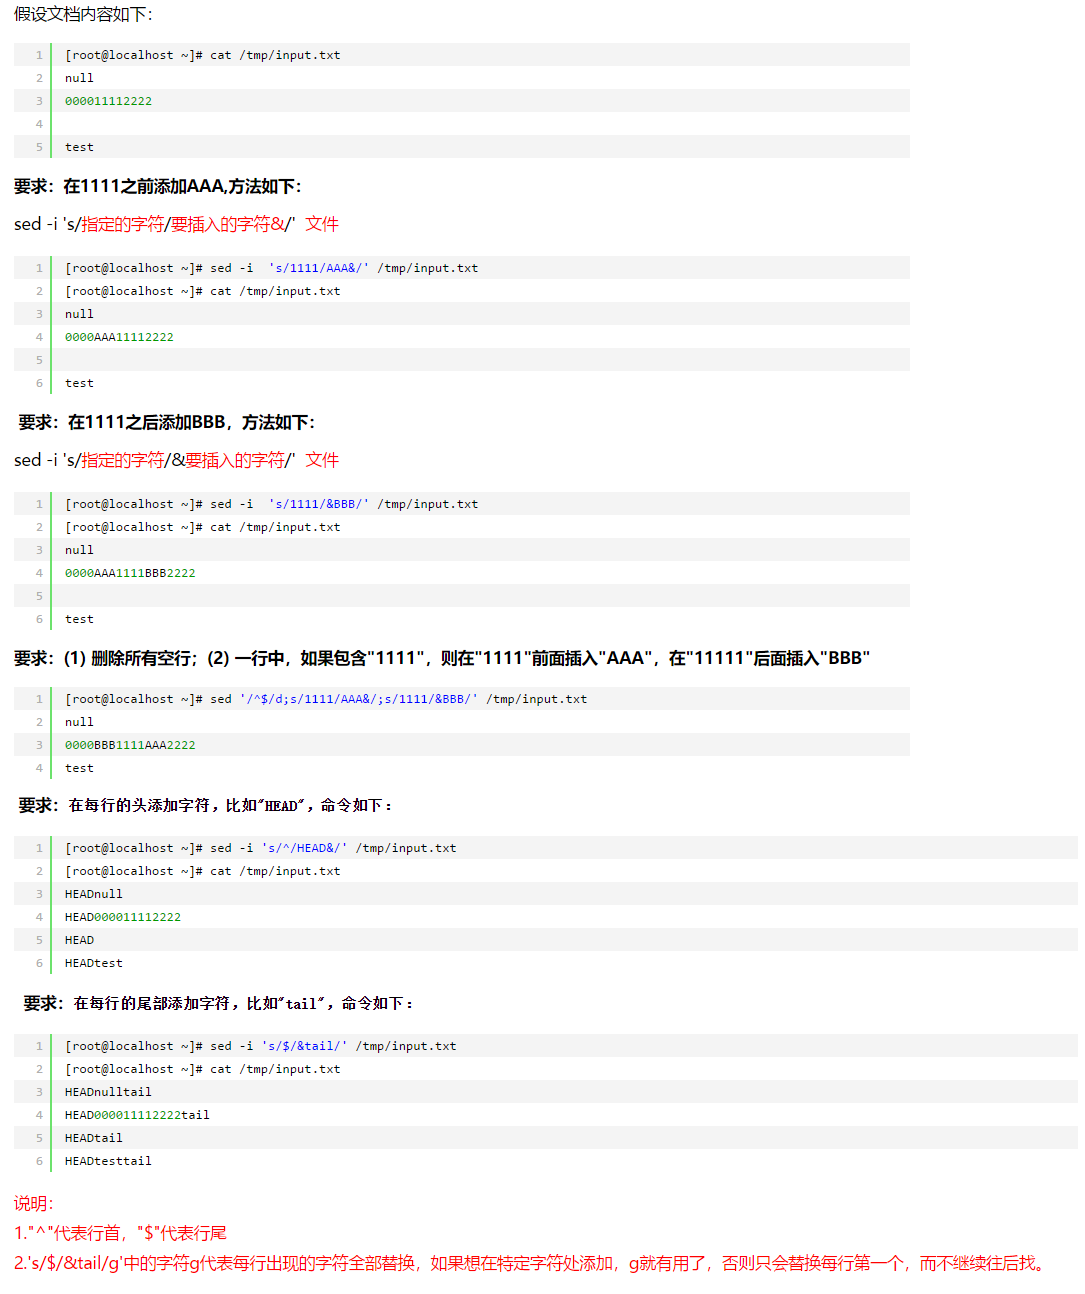 假设文档内容如下：
1 [root@localhost ~]# cat /tmp/input.txt
2 null
3 000011112222
4
5 test
要求：在1111之前添加AAA,方法如下：
sed -i 's/指定的字符/要插入的字符&/'  文件
1 [root@localhost ~]# sed -i  's/1111/AAA&/' /tmp/input.txt
2 [root@localhost ~]# cat /tmp/input.txt
3 null
4 0000AAA11112222
5
6 test
要求：在1111之后添加BBB，方法如下：
sed -i 's/指定的字符/&要插入的字符/'  文件
1 [root@localhost ~]# sed -i  's/1111/&BBB/' /tmp/input.txt
2 [root@localhost ~]# cat /tmp/input.txt
3 null
4 0000AAA1111BBB2222
5
6 test
要求：(1) 删除所有空行；(2) 一行中，如果包含"1111"，则在"1111"前面插入"AAA"，在"11111"后面插入"BBB"
1 [root@localhost ~]# sed '/^$/d;s/1111/AAA&/;s/1111/&BBB/' /tmp/input.txt
2 null
3 0000BBB1111AAA2222
4 test
要求：在每行的头添加字符，比如"HEAD"，命令如下：
1 [root@localhost ~]# sed -i 's/^/HEAD&/' /tmp/input.txt
2 [root@localhost ~]# cat /tmp/input.txt
3 HEADnull
4 HEAD000011112222
5 HEAD
6 HEADtest
要求：在每行的尾部添加字符，比如"tail"，命令如下：
1 [root@localhost ~]# sed -i 's/$/&tail/' /tmp/input.txt
2 [root@localhost ~]# cat /tmp/input.txt
3 HEADnulltail
4 HEAD000011112222tail
5 HEADtail
6 HEADtesttail
说明：
1."^"代表行首，"$"代表行尾
2.'s/$/&tail/g'中的字符g代表每行出现的字符全部替换，如果想在特定字符处添加，g就有用了，否则只会替换每行第一个，而不继续往后找。